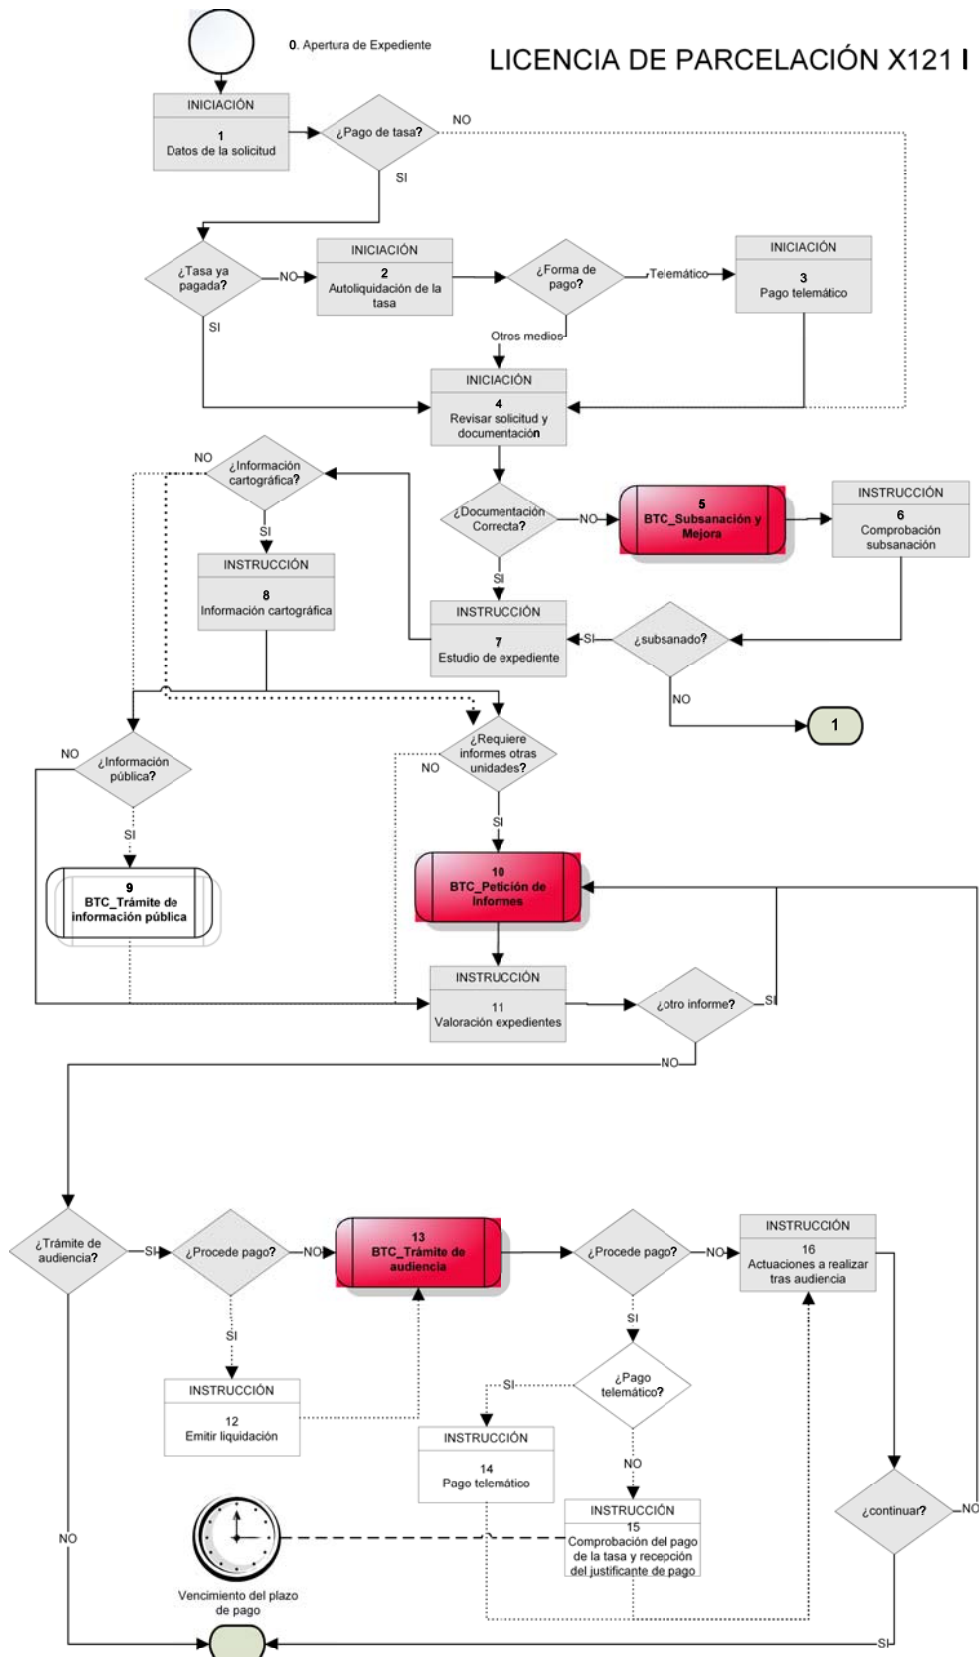 0. Apertura de Expediente
LICENCIA DE PARCELACIÓN X121 I
INICIACIÓN
1
Datos de la solicitud
¿Pago de tasa?
NO
SI
¿Tasa ya
pagada?
NO
SI
INICIACIÓN
2
Autoliquidación de la
tasa
¿Forma de
pago?
Telemático
Otros medios
INICIACIÓN
3
Pago telemático
INICIACIÓN
4
Revisar solicitud y
documentación
¿Documentación
Correcta?
NO
SI
5
BTC_Subsanación y
Mejora
INSTRUCCIÓN
6
Comprobación
subsanación
¿subsanado?
SI
NO
1
INSTRUCCIÓN
7
Estudio de expediente
¿Información
cartográfica?
NO
SI
INSTRUCCIÓN
8
Información cartográfica
¿Información
pública?
NO
SI
9
BTC_Trámite de
información pública
¿Requiere
informes otras
unidades?
NO
SI
10
BTC_Petición de
Informes
INSTRUCCIÓN
11
Valoración expedientes
¿otro informe?
SI
NO
¿Trámite de
audiencia?
SI
NO
¿Procede pago?
NO
SI
INSTRUCCIÓN
12
Emitir liquidación
13
BTC_Trámite de
audiencia
¿Procede pago?
NO
SI
¿Pago
telemático?
SI
NO
INSTRUCCIÓN
14
Pago telemático
INSTRUCCIÓN
15
Comprobación del pago
de la tasa y recepción
del justificante de pago
INSTRUCCIÓN
16
Actuaciones a realizar
tras audiencia
¿continuar?
NO
SI
Vencimiento del plazo
de pago